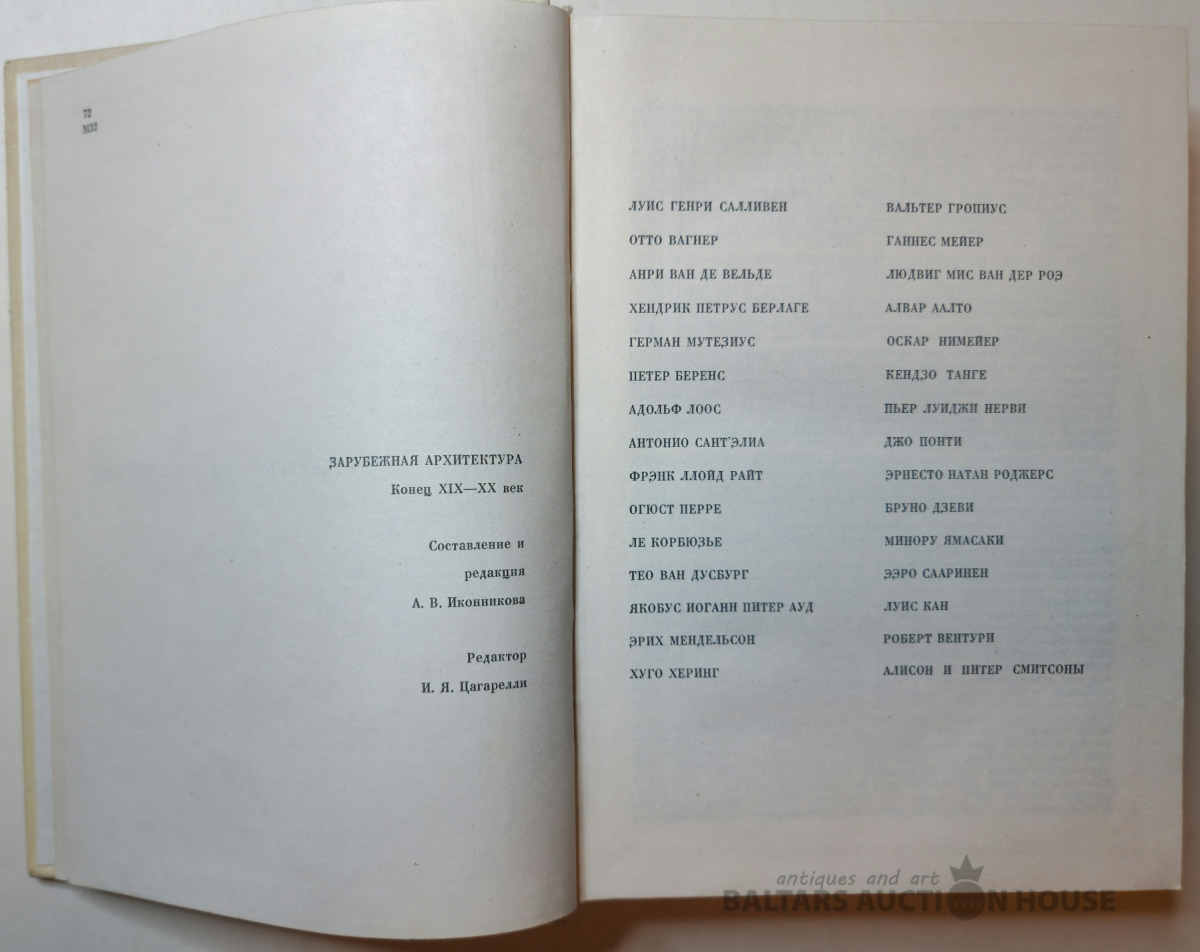 72
М32
ЗАРУБЕЖНАЯ АРХИТЕКТУРА
Конец XIX—XX век
Составление и
редакция
А. В. Иконникова
Редактор
И. Я. Цагарелли
ЛУИС ГЕНРИ САЛЛИВЕН
ОТТО ВАГНЕР
АНРИ ВАН ДЕ ВЕЛЬДЕ
ХЕНДРИК ПЕТРУС БЕРЛАГЕ
ГЕРМАН МУТЕЗИУС
ПЕТЕР БЕРЕНС
АДОЛЬФ ЛООС
АНТОНИО САНТ'ЭЛИА
ФРЭНК ЛЛОЙД РАЙТ
ОГЮСТ ПЕРРЕ
ЛЕ КОРБЮЗЬЕ
ТЕО ВАН ДУСБУРГ
ЯКОБУС ИОГАНН ПИТЕР АУД
ЭРИХ МЕНДЕЛЬСОН
ХУГО ХЕРИНГ
ВАЛЬТЕР ГРОПИУС
ГАННЕС МЕЙЕР
ЛЮДВИГ МИС ВАН ДЕР РОЭ
АЛВАР ААЛТО
ОСКАР НИМЕЙЕР
КЕНДЗО ТАНГЕ
ПЬЕР ЛУИДЖИ НЕРВИ
ДЖО ПОНТИ
ЭРНЕСТО НАТАН РОДЖЕРС
БРУНО ДЗЕВИ
МИНОРУ ЯМАСАКИ
ЭЭРО СААРИНЕН
ЛУИС КАН
РОБЕРТ ВЕНТУРИ
АЛИСОН И ПИТЕР СМИТСОНЫ
antiques and art
BALTARS AUCTION HOUSE